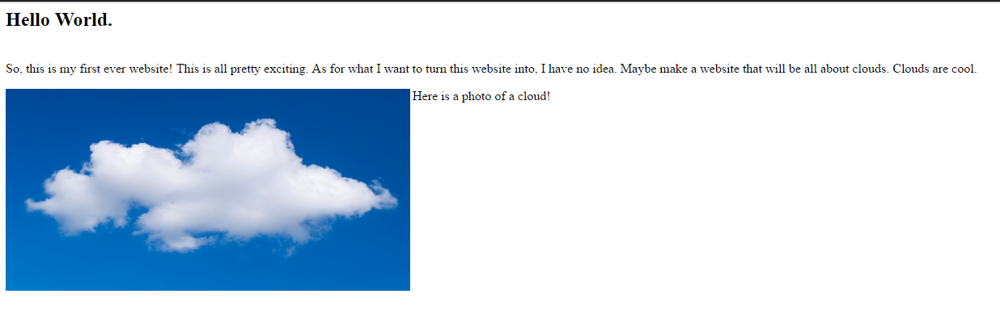 Hello World.
So, this is my first ever website! This is all pretty exciting. As for what I want to turn this website into, I have no idea. Maybe make a website that will be all about clouds. Clouds are cool.
Here is a photo of a cloud!